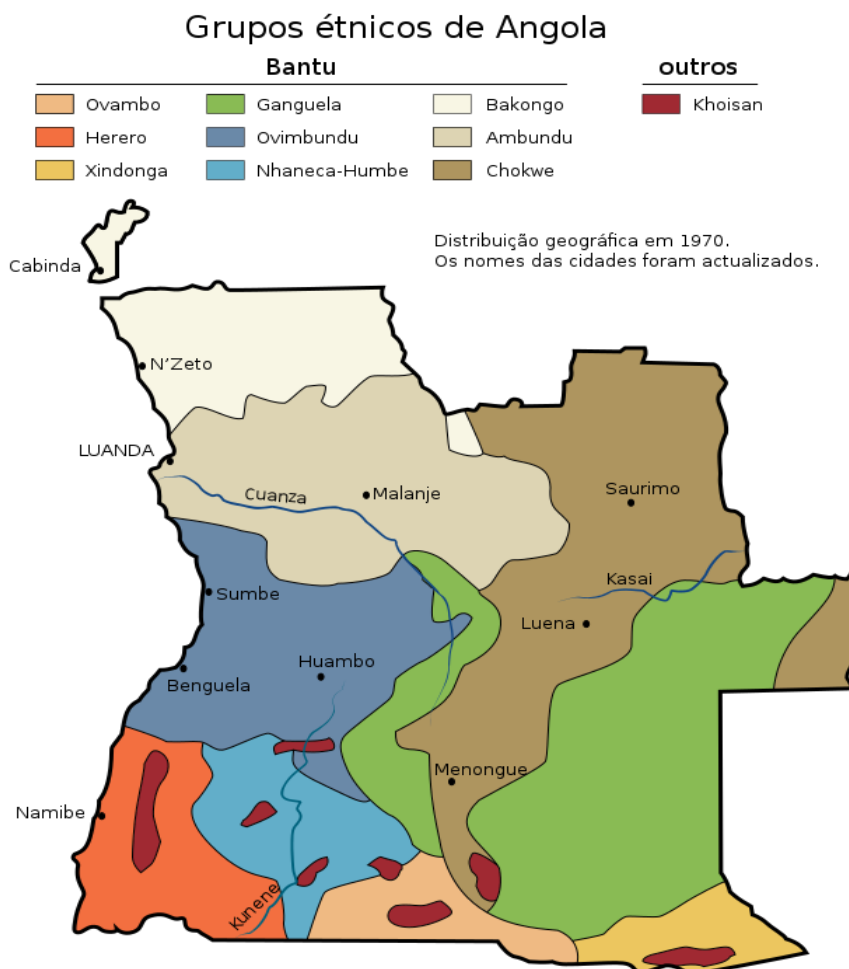 Grupos étnicos de Angola
Bantu
outros
Ovambo
Ganguela
Bakongo
Khoisan
Herero
Ovimbundu
Ambundu
Xindonga
Nhaneca-Humbe
Chokwe
Distribuição geográfica em 1970.
Os nomes das cidades foram actualizados.
Cabinda
N'Zeto
LUANDA
Cuanza
Malanje
Saurimo
Kasai
Sumbe
Luena
Huambo
Benguela
Menongue
Namibe
Kunene